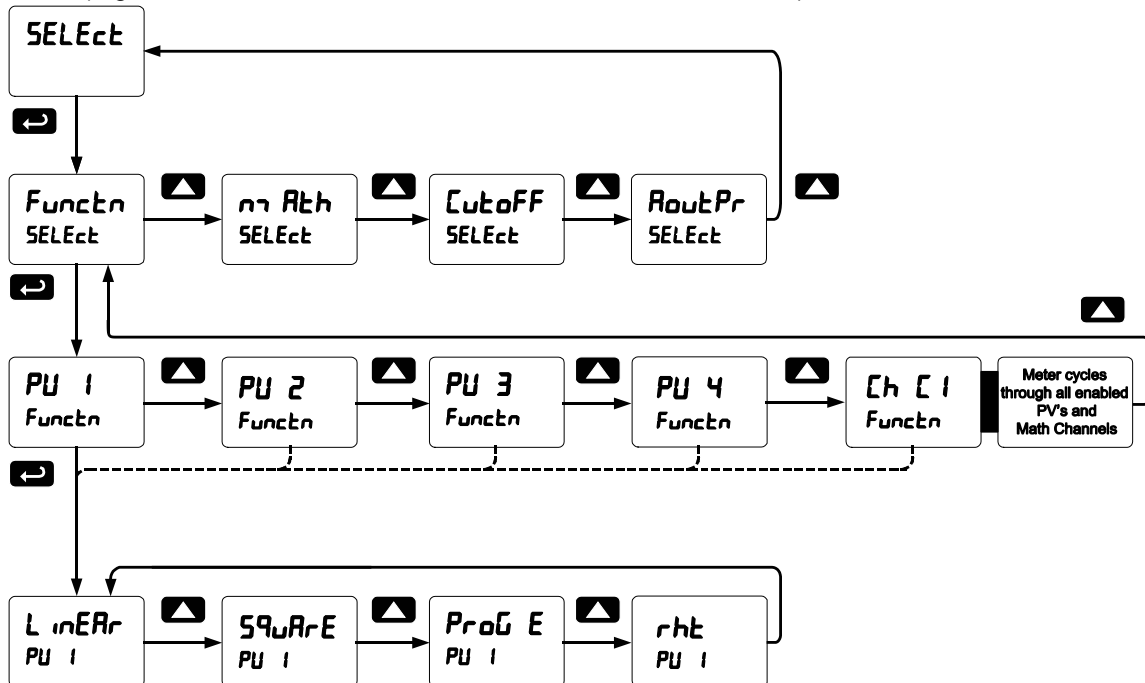 SELEct
Functn
SELEct
mAth
SELEct
CutoFF
SELEct
AoutPr
SELEct
PV 1
Functn
PV 2
Functn
PV 3
Functn
PV 4
Functn
Ch C1
Functn
Meter cycles
through all enabled
PV's and
Math Channels
LinEAr
PV 1
SquArE
PV 1
ProG E
PV 1
rht
PV 1